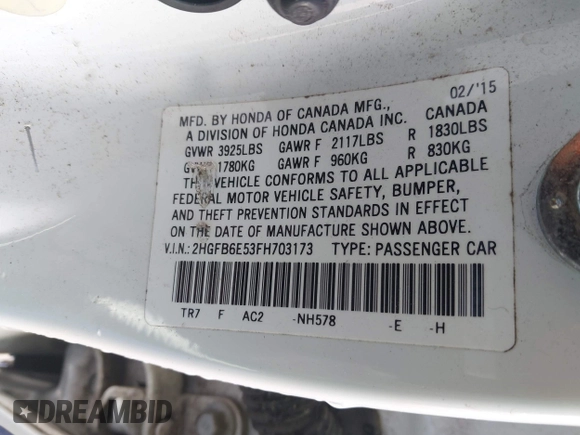 02/'15
MFD. BY HONDA OF CANADA MFG., CANADA
A DIVISION OF HONDA CANADA INC.
GVWR 3925LBS GAWR F 2117LBS R 1830LBS
GVWR 1780KG GAWR F 960KG R 830KG
THIS VEHICLE CONFORMS TO ALL APPLICABLE
FEDERAL MOTOR VEHICLE SAFETY, BUMPER,
AND THEFT PREVENTION STANDARDS IN EFFECT
ON THE DATE OF MANUFACTURE SHOWN ABOVE.
V.I.N.: 2HGFB6E53FH703173 TYPE: PASSENGER CAR
TR7 F AC2 -NH578 -E -H
DREAMBID